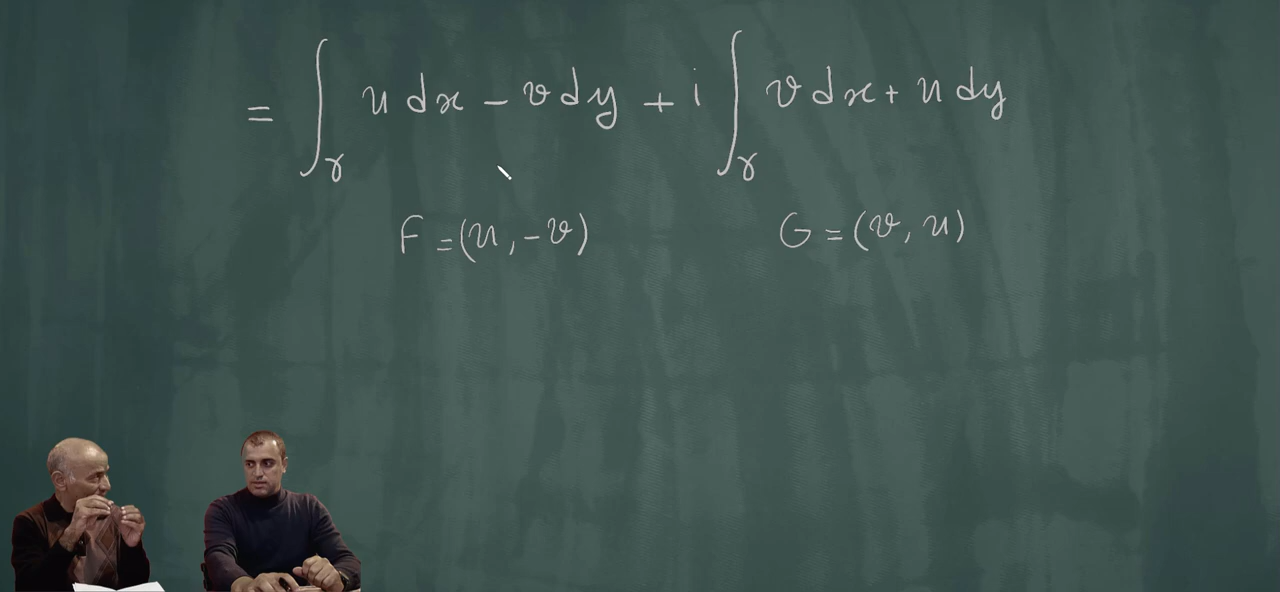 = ∫_γ u dx − v dy + i ∫_γ v dx + u dy
F = (u, −v) G = (v, u)